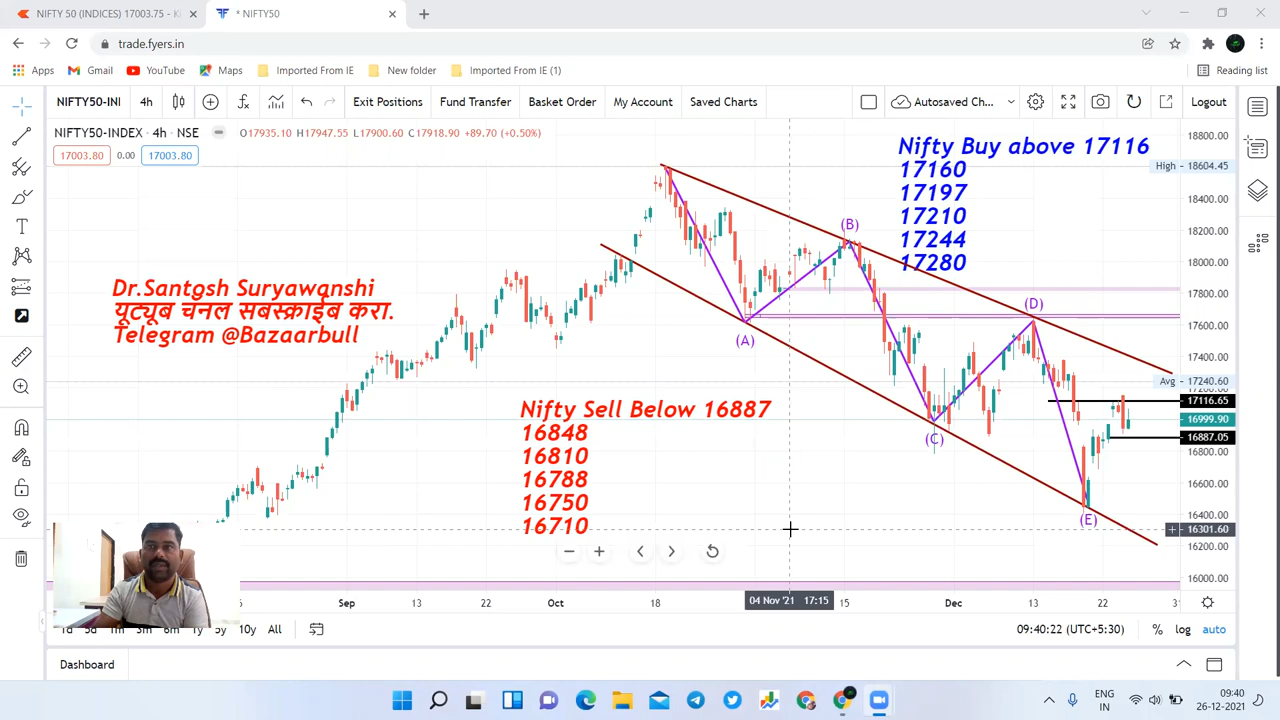 NIFTY 50 (INDICES) 17003.75 - K
* NIFTY50
trade.fyers.in
Apps
Gmail
YouTube
Maps
Imported From IE
New folder
Imported From IE (1)
Reading list
NIFTY50-INI
4h
Exit Positions
Fund Transfer
Basket Order
My Account
Saved Charts
Autosaved Ch...
Logout
NIFTY50-INDEX · 4h · NSE
O17935.10 H17947.55 L17900.60 C17918.90 +89.70 (+0.50%)
17003.80
0.00
17003.80
Nifty Buy above 17116
17160
17197
17210
17244
17280
Dr.Santosh Suryawanshi
यूट्यूब चॅनल सबस्क्राईब करा.
Telegram @Bazaarbull
Nifty Sell Below 16887
16848
16810
16788
16750
16710
(A)
(B)
(C)
(D)
(E)
18800.00
High - 18604.45
18400.00
18200.00
18000.00
17800.00
17600.00
17400.00
Avg - 17240.60
17116.65
16999.90
16887.05
16800.00
16600.00
16400.00
16301.60
16200.00
16000.00
Sep
13
22
Oct
18
04 Nov '21 17:15
15
Dec
13
22
1d 5d 1m 3m 6m 1y 5y 10y All
09:40:22 (UTC+5:30)
%
log
auto
Dashboard
ENG
IN
09:40
26-12-2021